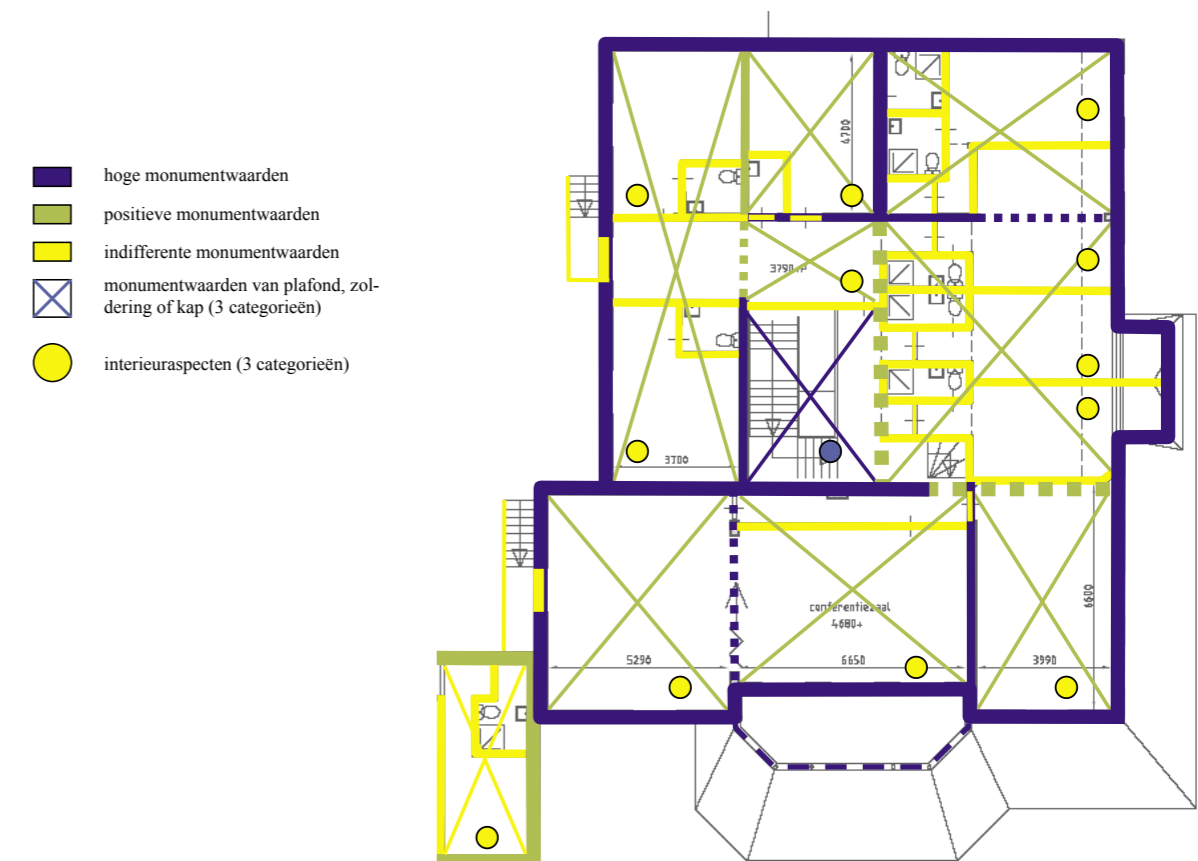 hoge monumentwaarden
positieve monumentwaarden
indifferente monumentwaarden
monumentwaarden van plafond, zol-
dering of kap (3 categorieën)
interieuraspecten (3 categorieën)
4700
3700
conferentiezaal
4680+
6600
5290
6650
3990